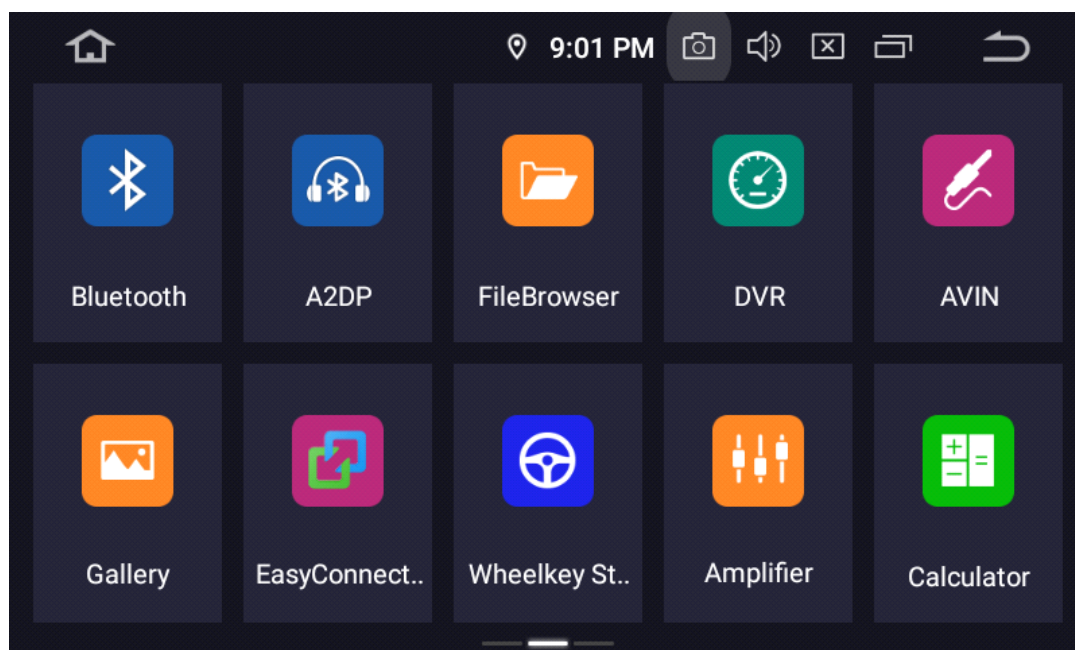 9:01 PM
Bluetooth
A2DP
FileBrowser
DVR
AVIN
Gallery
EasyConnect..
Wheelkey St..
Amplifier
Calculator